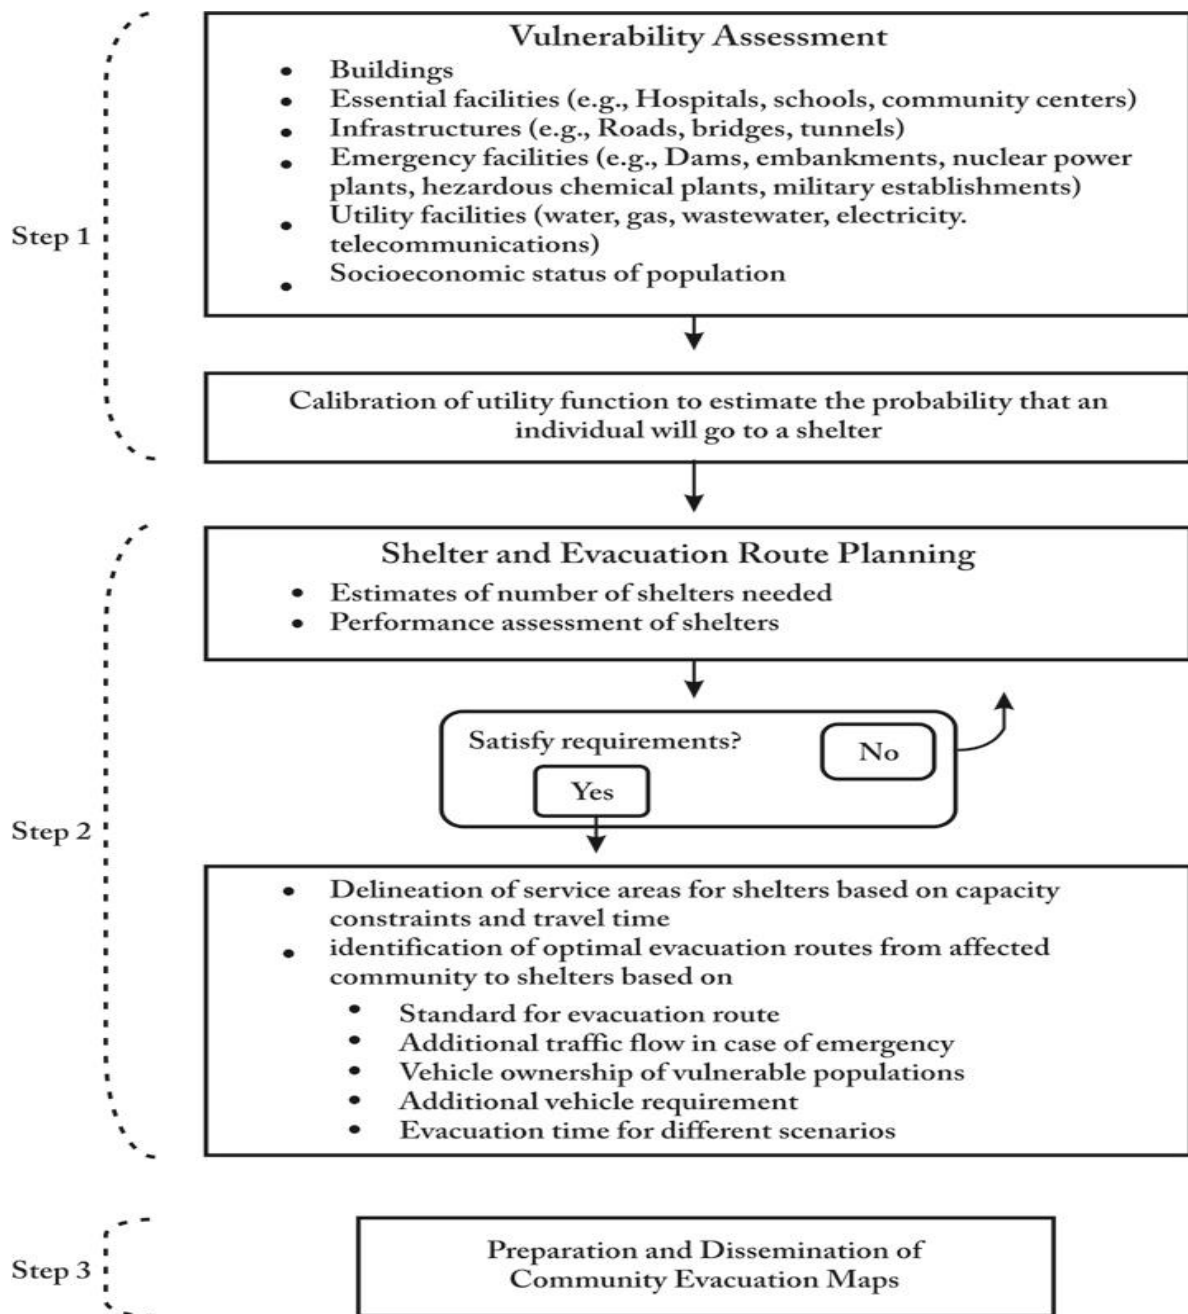 Vulnerability Assessment
• Buildings
• Essential facilities (e.g., Hospitals, schools, community centers)
• Infrastructures (e.g., Roads, bridges, tunnels)
• Emergency facilities (e.g., Dams, embankments, nuclear power
plants, hezardous chemical plants, military establishments)
• Utility facilities (water, gas, wastewater, electricity.
telecommunications)
• Socioeconomic status of population
Step 1
Calibration of utility function to estimate the probability that an
individual will go to a shelter
Shelter and Evacuation Route Planning
• Estimates of number of shelters needed
• Performance assessment of shelters
Satisfy requirements?
No
Yes
Step 2
• Delineation of service areas for shelters based on capacity
constraints and travel time
• identification of optimal evacuation routes from affected
community to shelters based on
• Standard for evacuation route
• Additional traffic flow in case of emergency
• Vehicle ownership of vulnerable populations
• Additional vehicle requirement
• Evacuation time for different scenarios
Step 3
Preparation and Dissemination of
Community Evacuation Maps